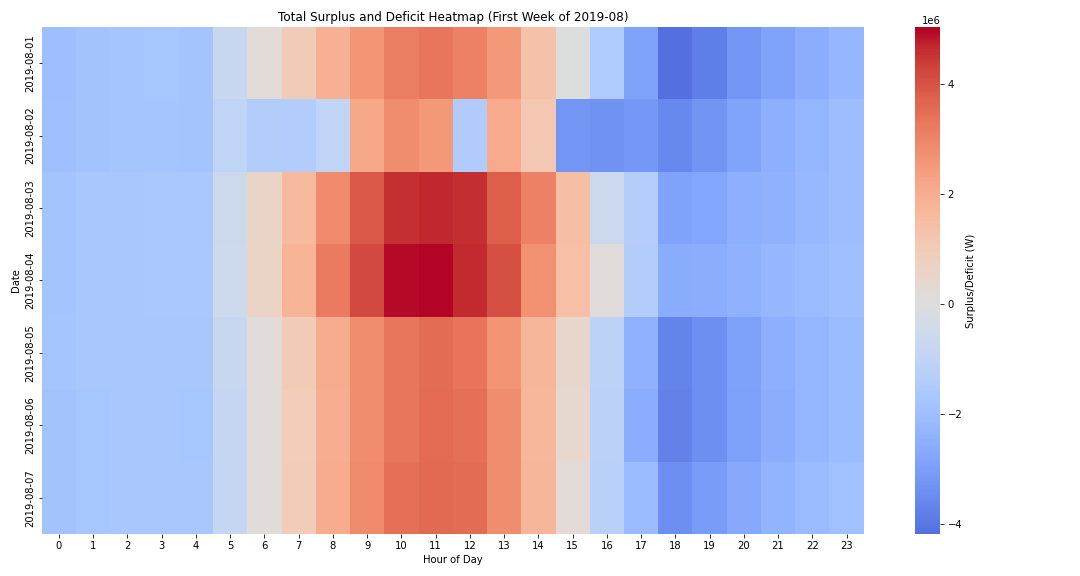 Total Surplus and Deficit Heatmap (First Week of 2019-08)
1e6
Date
2019-08-01
2019-08-02
2019-08-03
2019-08-04
2019-08-05
2019-08-06
2019-08-07
0 1 2 3 4 5 6 7 8 9 10 11 12 13 14 15 16 17 18 19 20 21 22 23
Hour of Day
4
2
0
−2
−4
Surplus/Deficit (W)